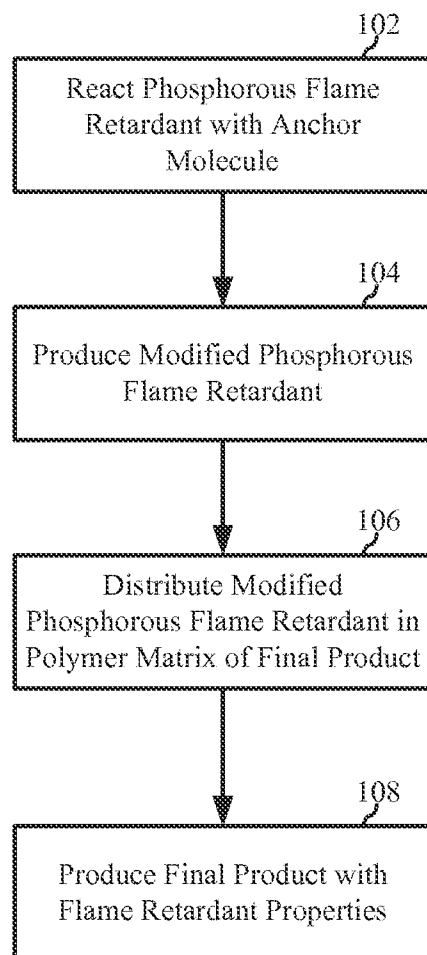 102
React Phosphorous Flame
Retardant with Anchor
Molecule
104
Produce Modified Phosphorous
Flame Retardant
106
Distribute Modified
Phosphorous Flame Retardant in
Polymer Matrix of Final Product
108
Produce Final Product with
Flame Retardant Properties